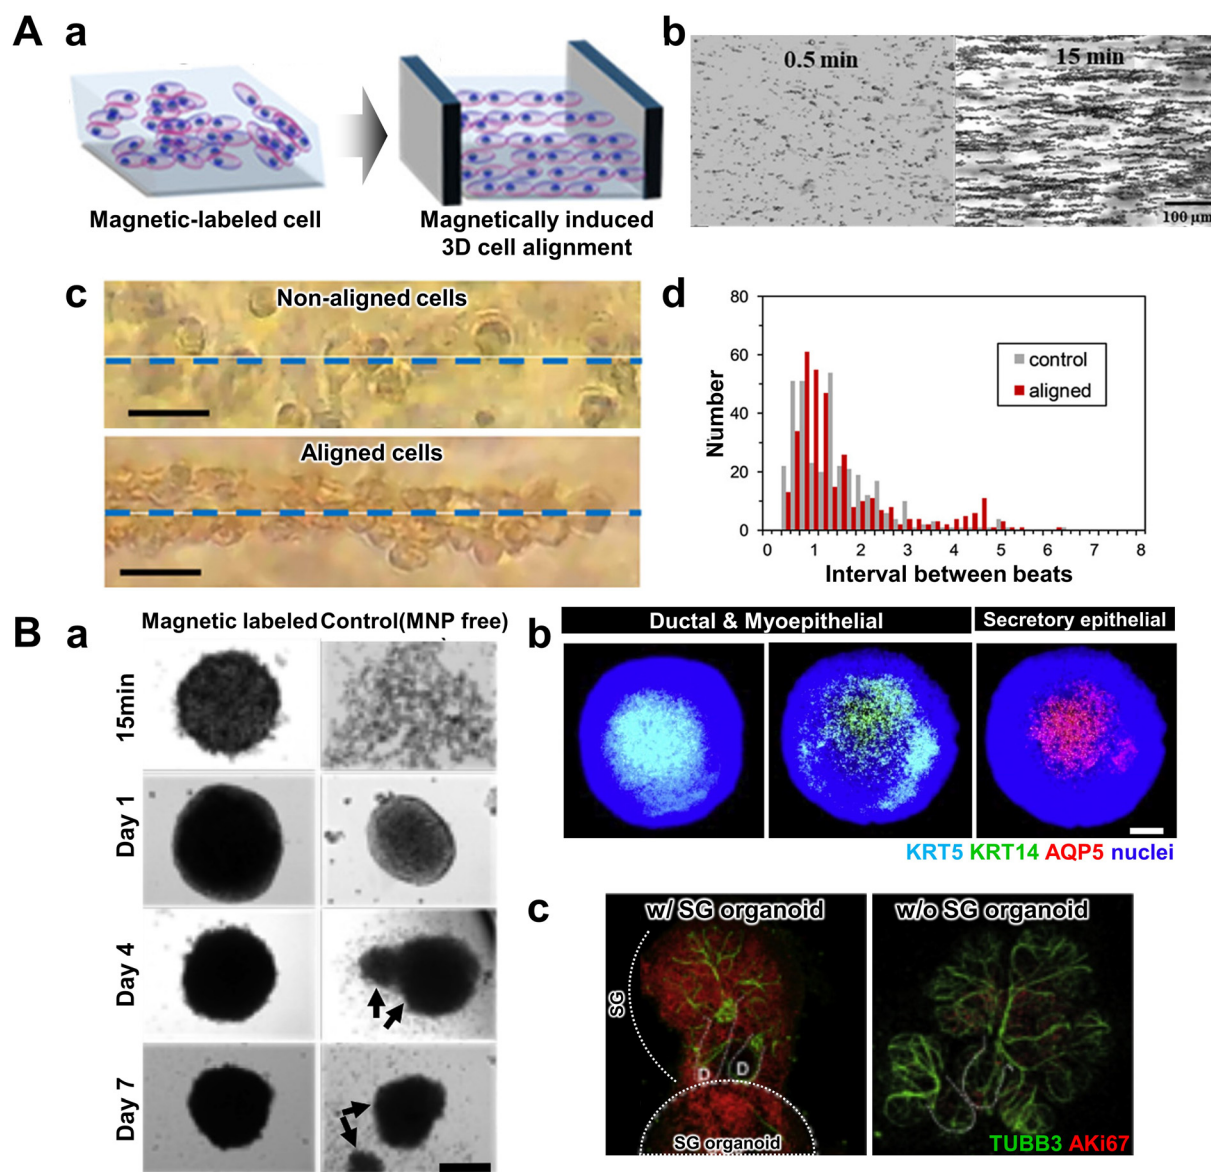 A a
Magnetic-labeled cell
Magnetically induced
3D cell alignment
b
0.5 min
15 min
100 µm
c
Non-aligned cells
Aligned cells
d
80
60
40
20
0
Number
control
aligned
0 1 2 3 4 5 6 7 8
Interval between beats
B a
Magnetic labeled
Control(MNP free)
15min
Day 1
Day 4
Day 7
b
Ductal & Myoepithelial
Secretory epithelial
KRT5 KRT14 AQP5 nuclei
c
w/ SG organoid
SG
D
D
SG organoid
w/o SG organoid
TUBB3 AKi67